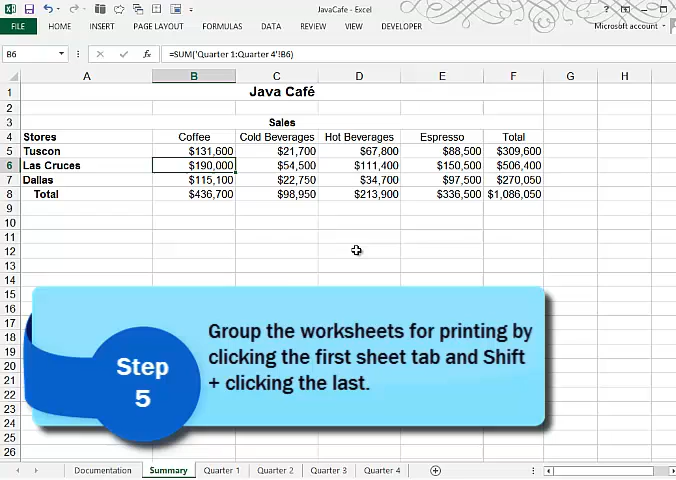 JavaCafe - Excel
?
FILE HOME INSERT PAGE LAYOUT FORMULAS DATA REVIEW VIEW DEVELOPER Microsoft account
B6 fx =SUM('Quarter 1:Quarter 4'!B6)
A B C D E F G H
1 Java Café
2
3 Sales
4 Stores Coffee Cold Beverages Hot Beverages Espresso Total
5 Tuscon $131,600 $21,700 $67,800 $88,500 $309,600
6 Las Cruces $190,000 $54,500 $111,400 $150,500 $506,400
7 Dallas $115,100 $22,750 $34,700 $97,500 $270,050
8 Total $436,700 $98,950 $213,900 $336,500 $1,086,050
9
10
11
12
13
14
15
16
17
18
19
20
21
22
23
24
25
26
Group the worksheets for printing by
clicking the first sheet tab and Shift
+ clicking the last.
Step
5
Documentation Summary Quarter 1 Quarter 2 Quarter 3 Quarter 4